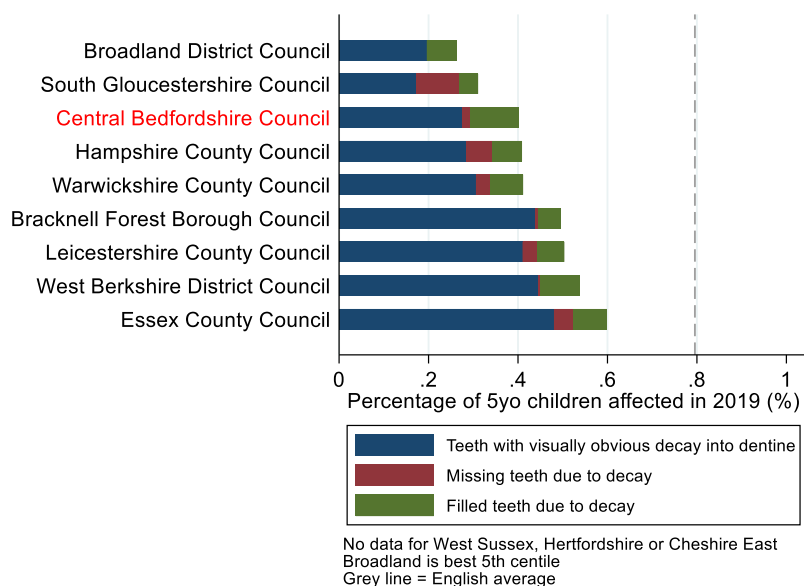 Broadland District Council
South Gloucestershire Council
Central Bedfordshire Council
Hampshire County Council
Warwickshire County Council
Bracknell Forest Borough Council
Leicestershire County Council
West Berkshire District Council
Essex County Council
0 .2 .4 .6 .8 1
Percentage of 5yo children affected in 2019 (%)
Teeth with visually obvious decay into dentine
Missing teeth due to decay
Filled teeth due to decay
No data for West Sussex, Hertfordshire or Cheshire East
Broadland is best 5th centile
Grey line = English average